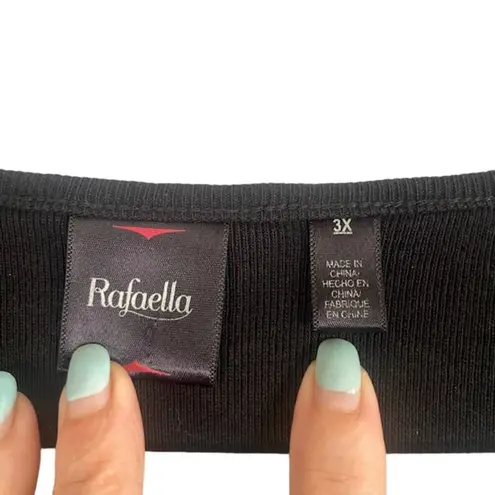 Rafaella
3X
MADE IN
CHINA/
HECHO EN
CHINA/
FABRIQUE
EN CHINE